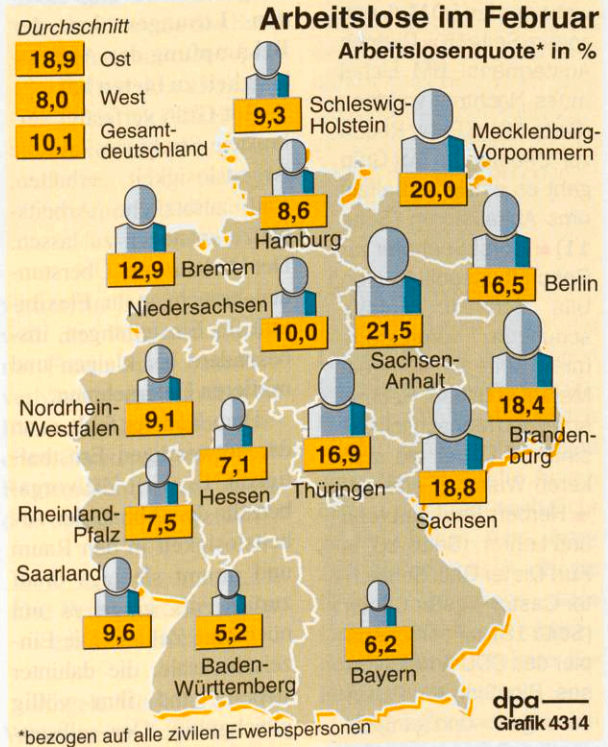 Arbeitslose im Februar
Arbeitslosenquote* in %
Durchschnitt
18,9 Ost
8,0 West
10,1 Gesamt-
deutschland
9,3
Schleswig-
Holstein
Mecklenburg-
Vorpommern
20,0
8,6
Hamburg
12,9 Bremen
16,5
Berlin
Niedersachsen
10,0
21,5
Sachsen-
Anhalt
18,4
Branden-
burg
Nordrhein-
Westfalen
9,1
7,1
Hessen
16,9
Thüringen
18,8
Sachsen
Rheinland-
Pfalz
7,5
Saarland
9,6
5,2
Baden-
Württemberg
6,2
Bayern
dpa
Grafik 4314
*bezogen auf alle zivilen Erwerbspersonen